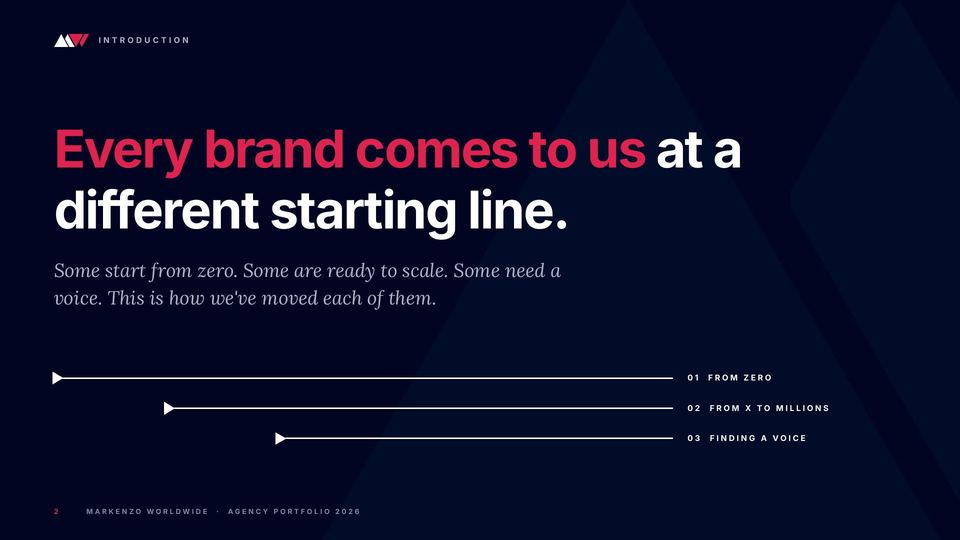 INTRODUCTION
Every brand comes to us at a
different starting line.
Some start from zero. Some are ready to scale. Some need a
voice. This is how we've moved each of them.
01 FROM ZERO
02 FROM X TO MILLIONS
03 FINDING A VOICE
2 MARKENZO WORLDWIDE · AGENCY PORTFOLIO 2026